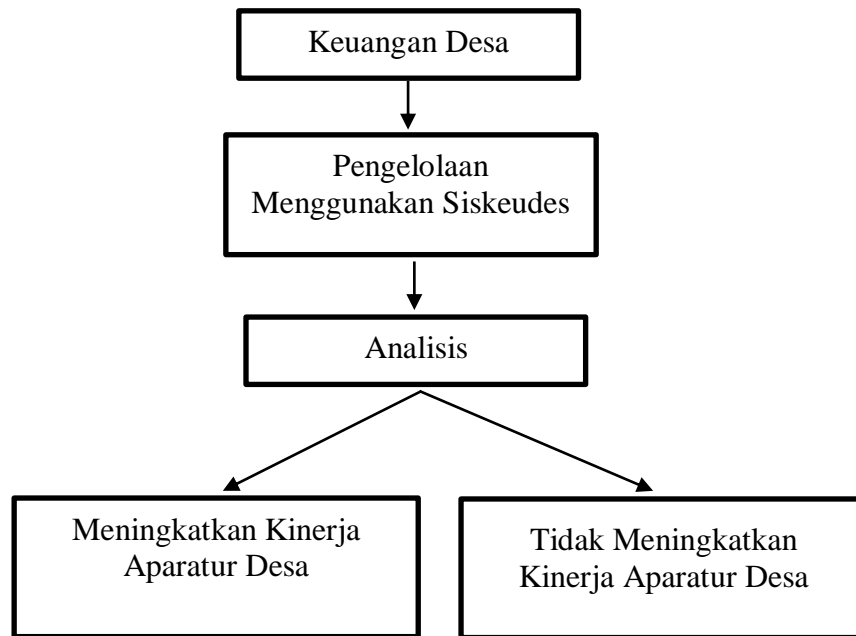 Keuangan Desa
Pengelolaan
Menggunakan Siskeudes
Analisis
Meningkatkan Kinerja
Aparatur Desa
Tidak Meningkatkan
Kinerja Aparatur Desa